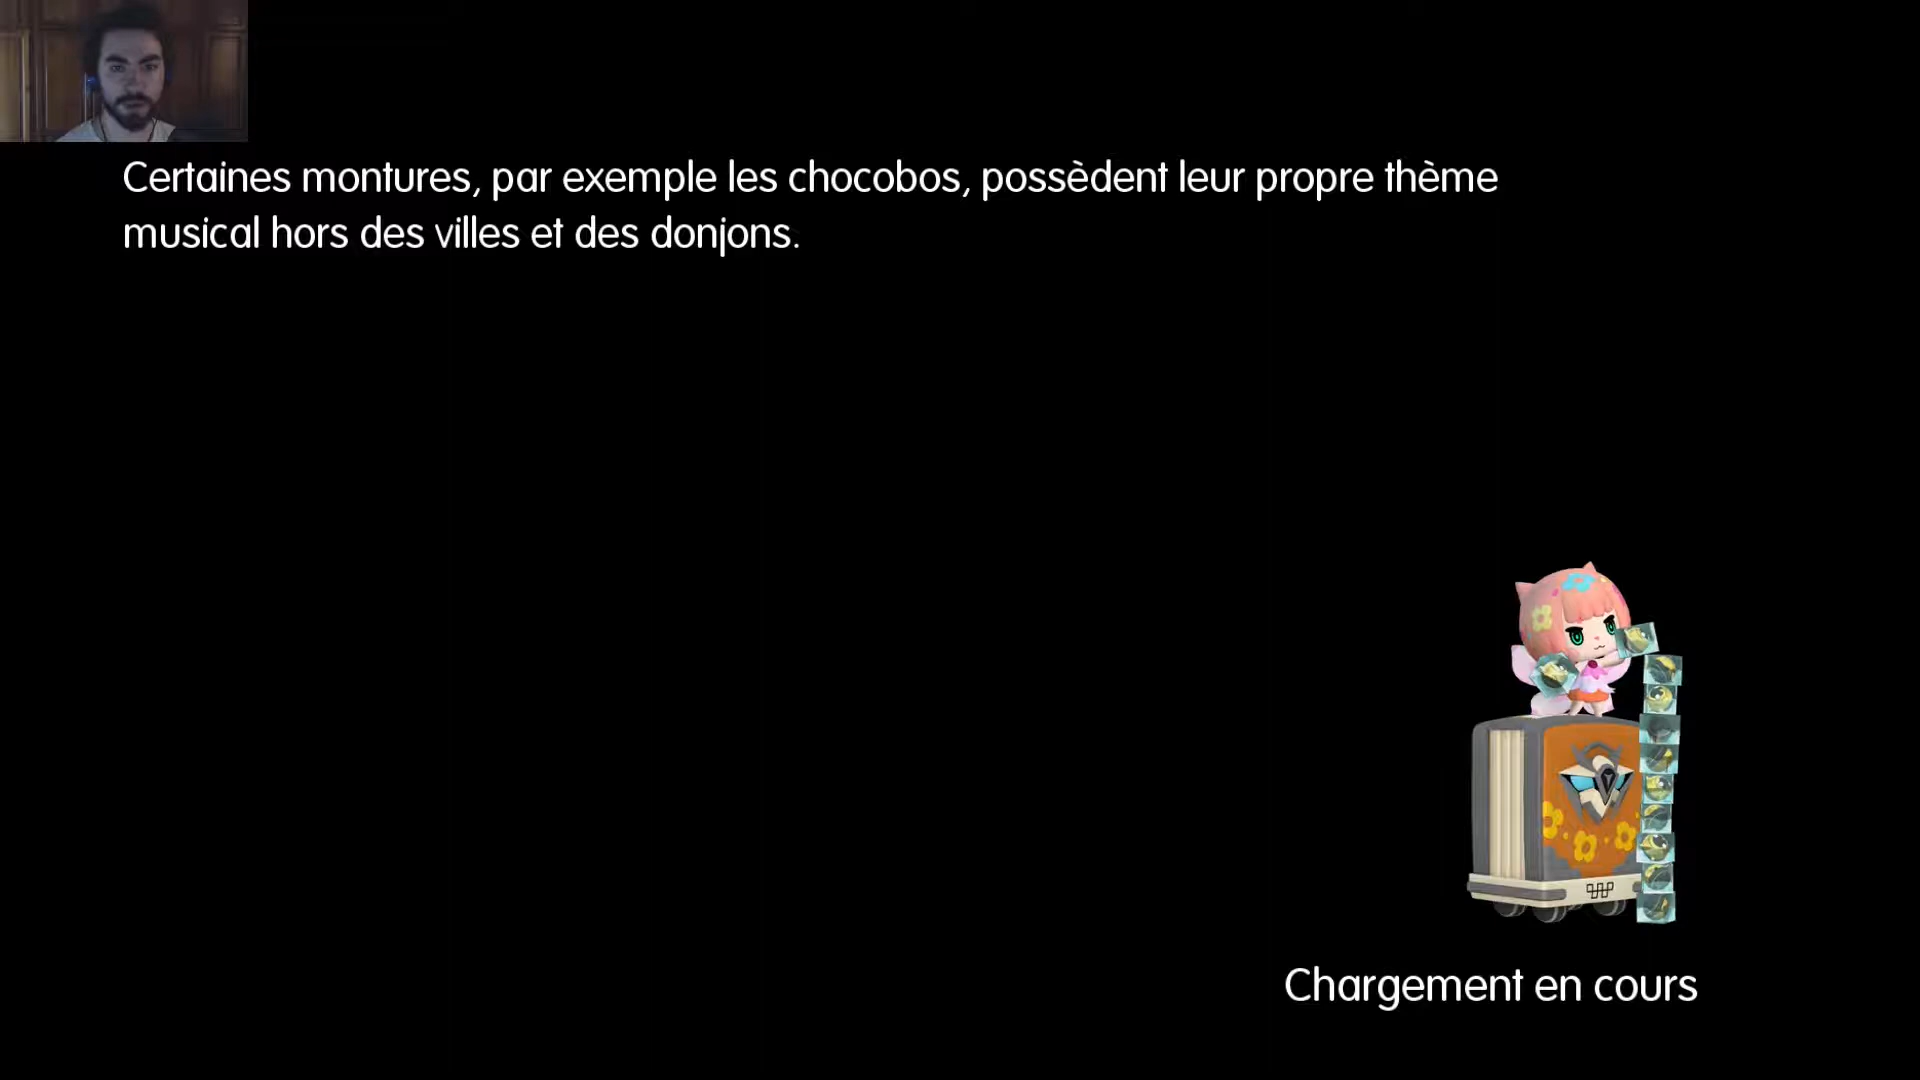 Certaines montures, par exemple les chocobos, possèdent leur propre thème
musical hors des villes et des donjons.
Chargement en cours